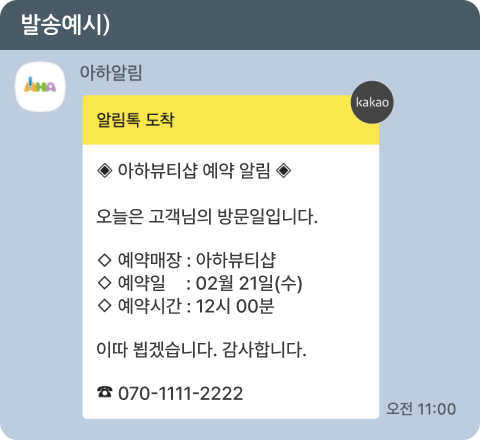 발송예시)
아하알림
AHA
알림톡 도착
kakao
◈ 아하뷰티샵 예약 알림 ◈
오늘은 고객님의 방문일입니다.
◇ 예약매장 : 아하뷰티샵
◇ 예약일 : 02월 21일(수)
◇ 예약시간 : 12시 00분
이따 뵙겠습니다. 감사합니다.
☎ 070-1111-2222
오전 11:00